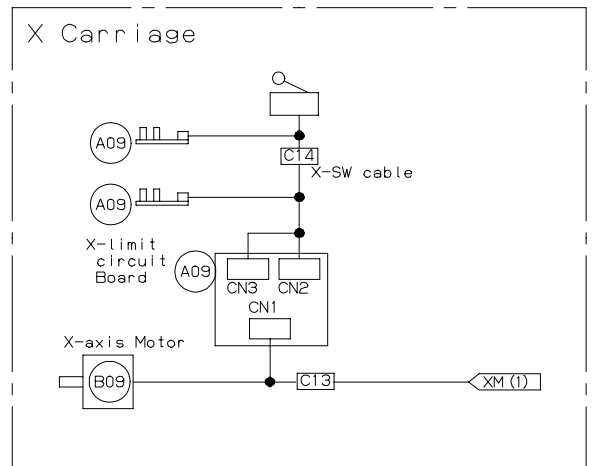 X Carriage
A09
C14
X-SW cable
A09
X-limit
circuit
Board
A09
CN3
CN2
CN1
X-axis Motor
B09
C13
XM (1)